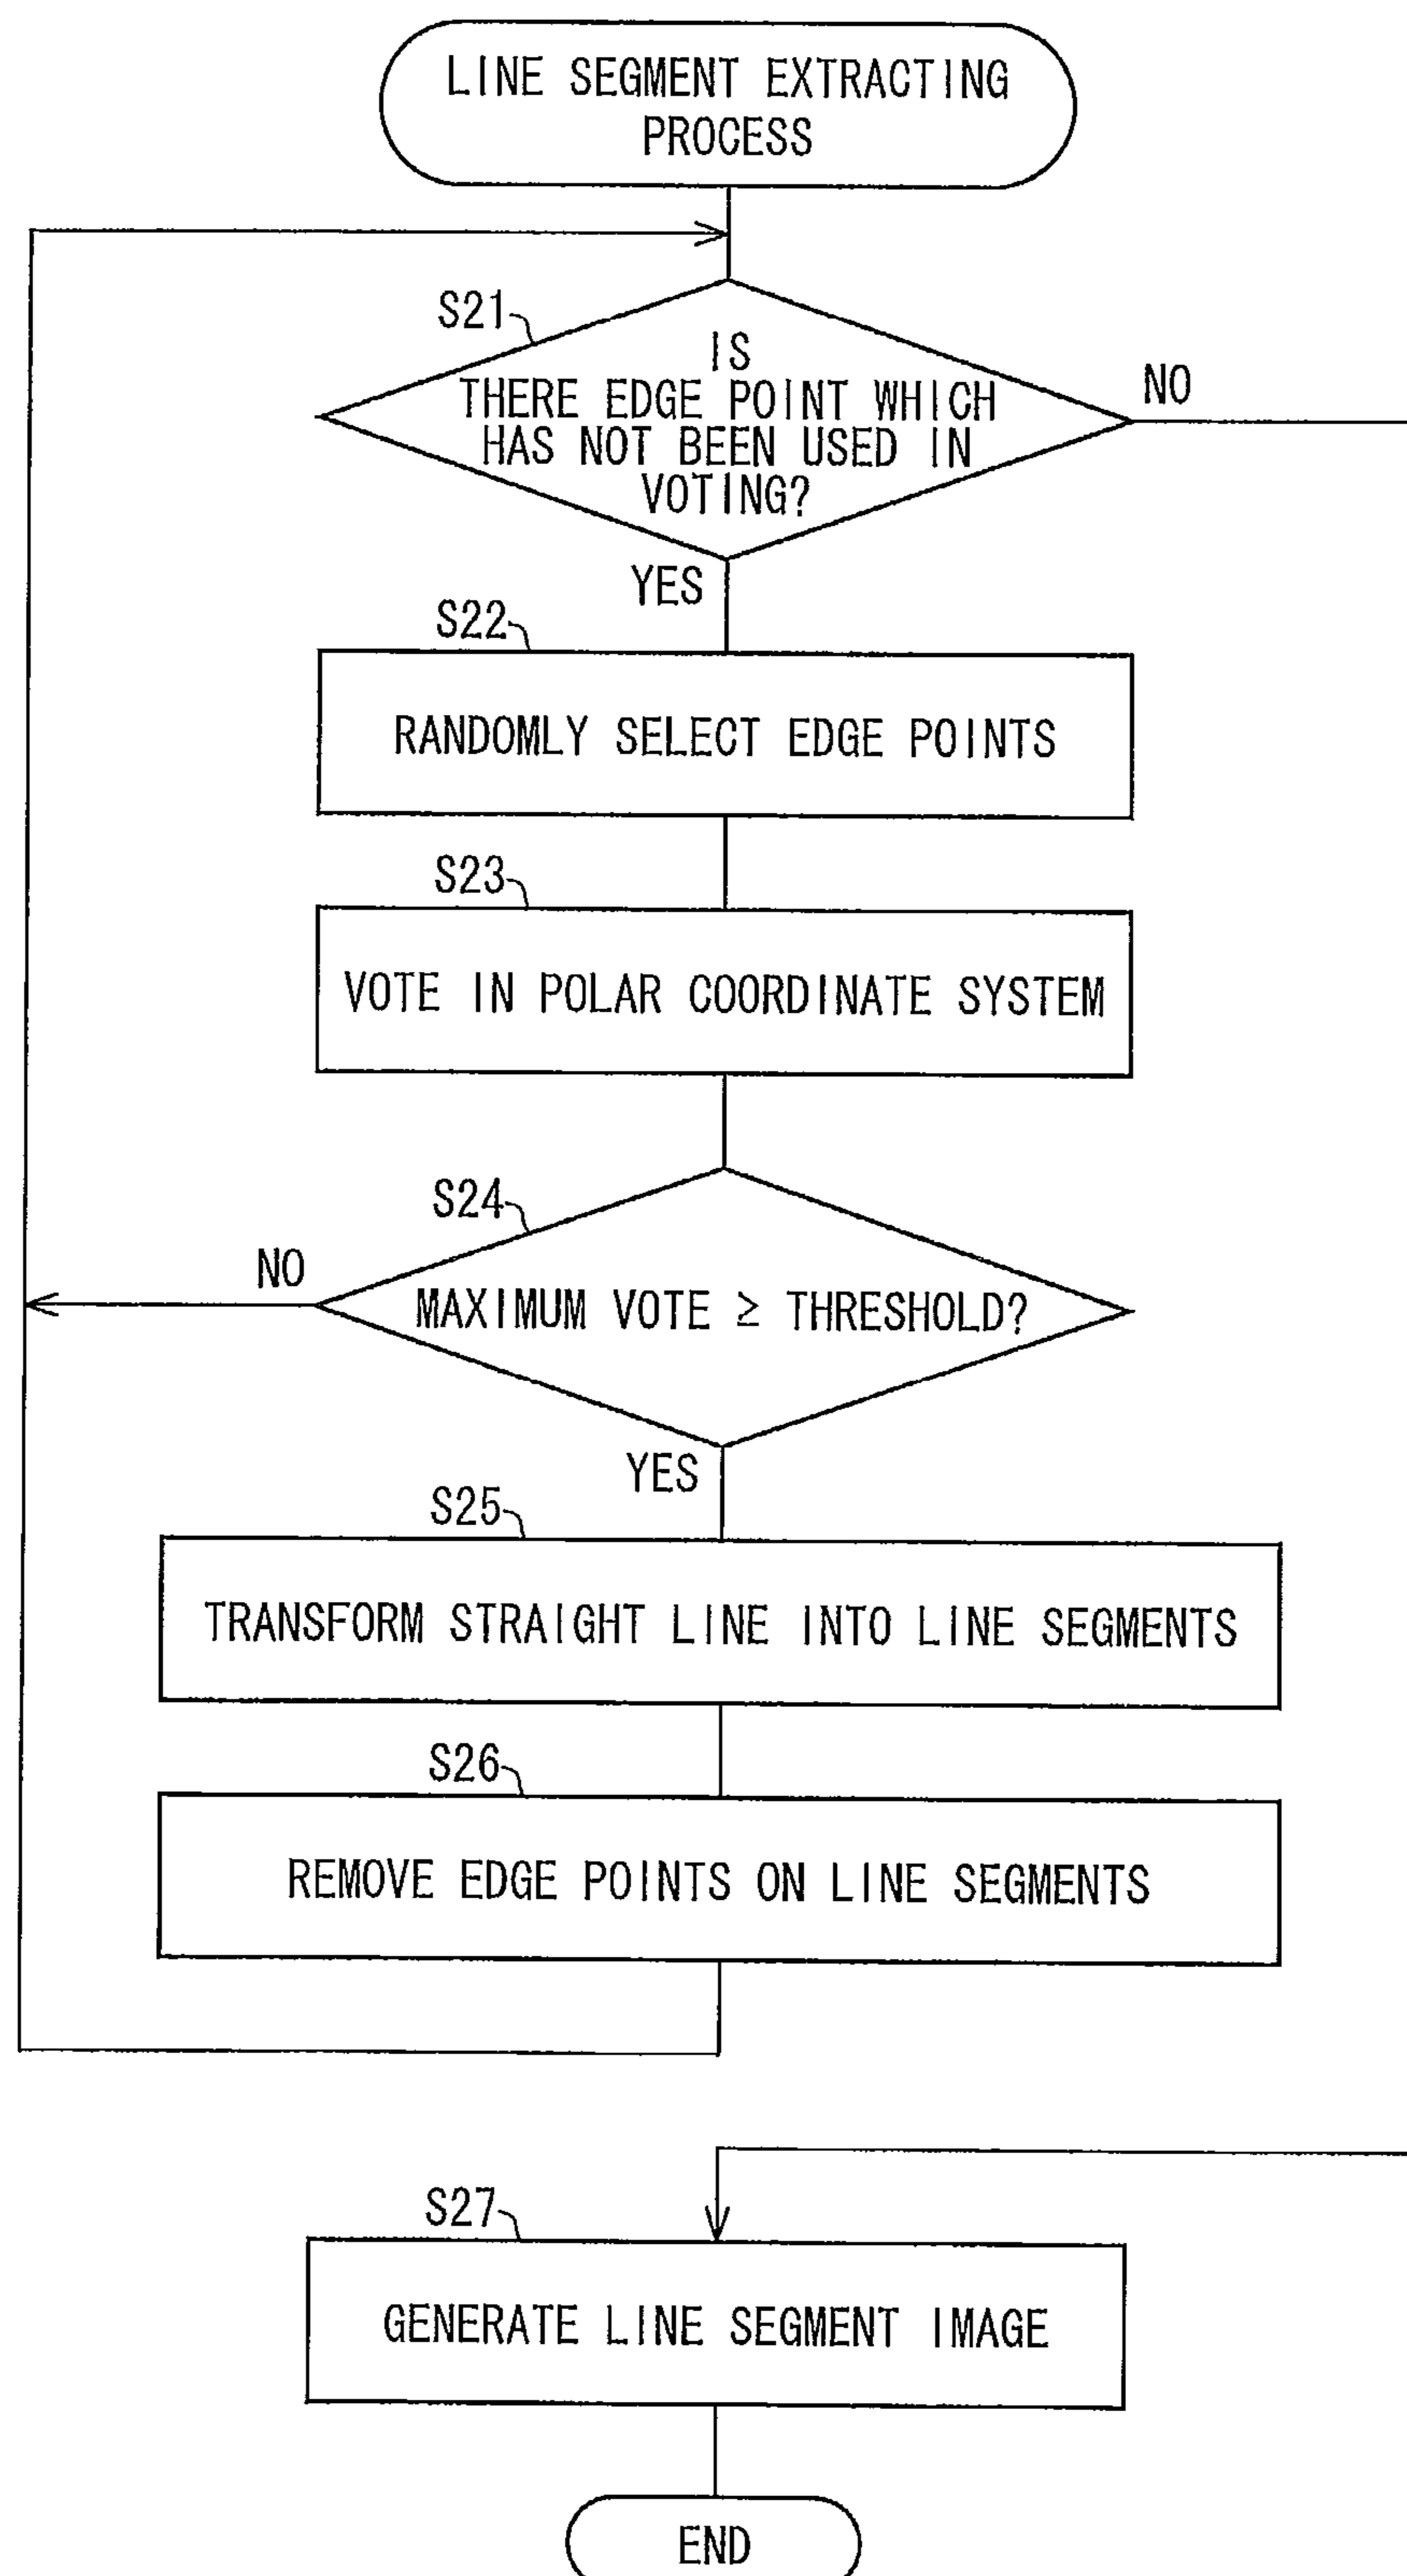 LINE SEGMENT EXTRACTING
PROCESS
S21
IS
THERE EDGE POINT WHICH
HAS NOT BEEN USED IN
VOTING?
NO
YES
S22
RANDOMLY SELECT EDGE POINTS
S23
VOTE IN POLAR COORDINATE SYSTEM
S24
NO
MAXIMUM VOTE ≥ THRESHOLD?
YES
S25
TRANSFORM STRAIGHT LINE INTO LINE SEGMENTS
S26
REMOVE EDGE POINTS ON LINE SEGMENTS
S27
GENERATE LINE SEGMENT IMAGE
END